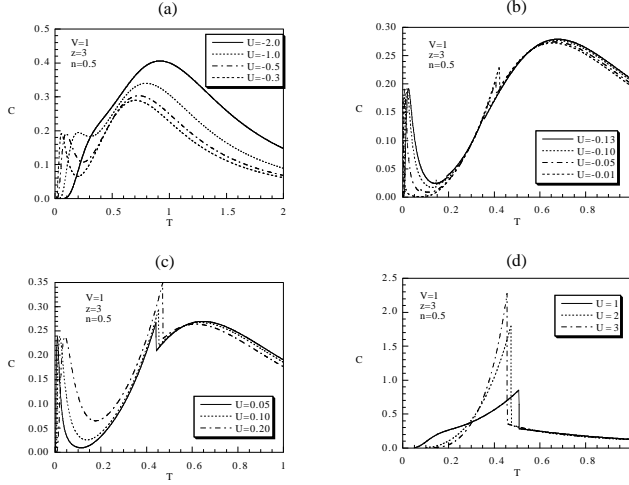 (a)
0.5
0.4
0.3
0.2
0.1
0.0
C
V=1
z=3
n=0.5
U=-2.0
U=-1.0
U=-0.5
U=-0.3
0
0.5
1
1.5
2
T
(b)
0.30
0.25
0.20
0.15
0.10
0.05
0.00
C
V=1
z=3
n=0.5
U=-0.13
U=-0.10
U=-0.05
U=-0.01
0
0.2
0.4
0.6
0.8
T
(c)
0.35
0.30
0.25
0.20
0.15
0.10
0.05
0.00
C
V=1
z=3
n=0.5
U=0.05
U=0.10
U=0.20
0
0.2
0.4
0.6
0.8
1
T
(d)
2.5
2.0
1.5
1.0
0.5
0.0
C
V=1
z=3
n=0.5
U = 1
U = 2
U = 3
0
0.2
0.4
0.6
0.8
T